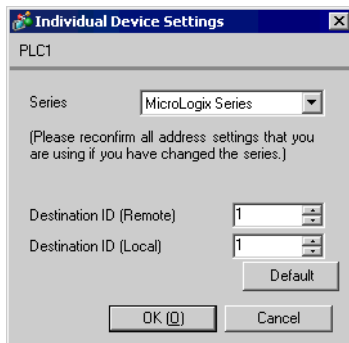 Individual Device Settings
PLC1
Series MicroLogix Series
(Please reconfirm all address settings that you
are using if you have changed the series.)
Destination ID (Remote) 1
Destination ID (Local) 1
Default
OK (O) Cancel